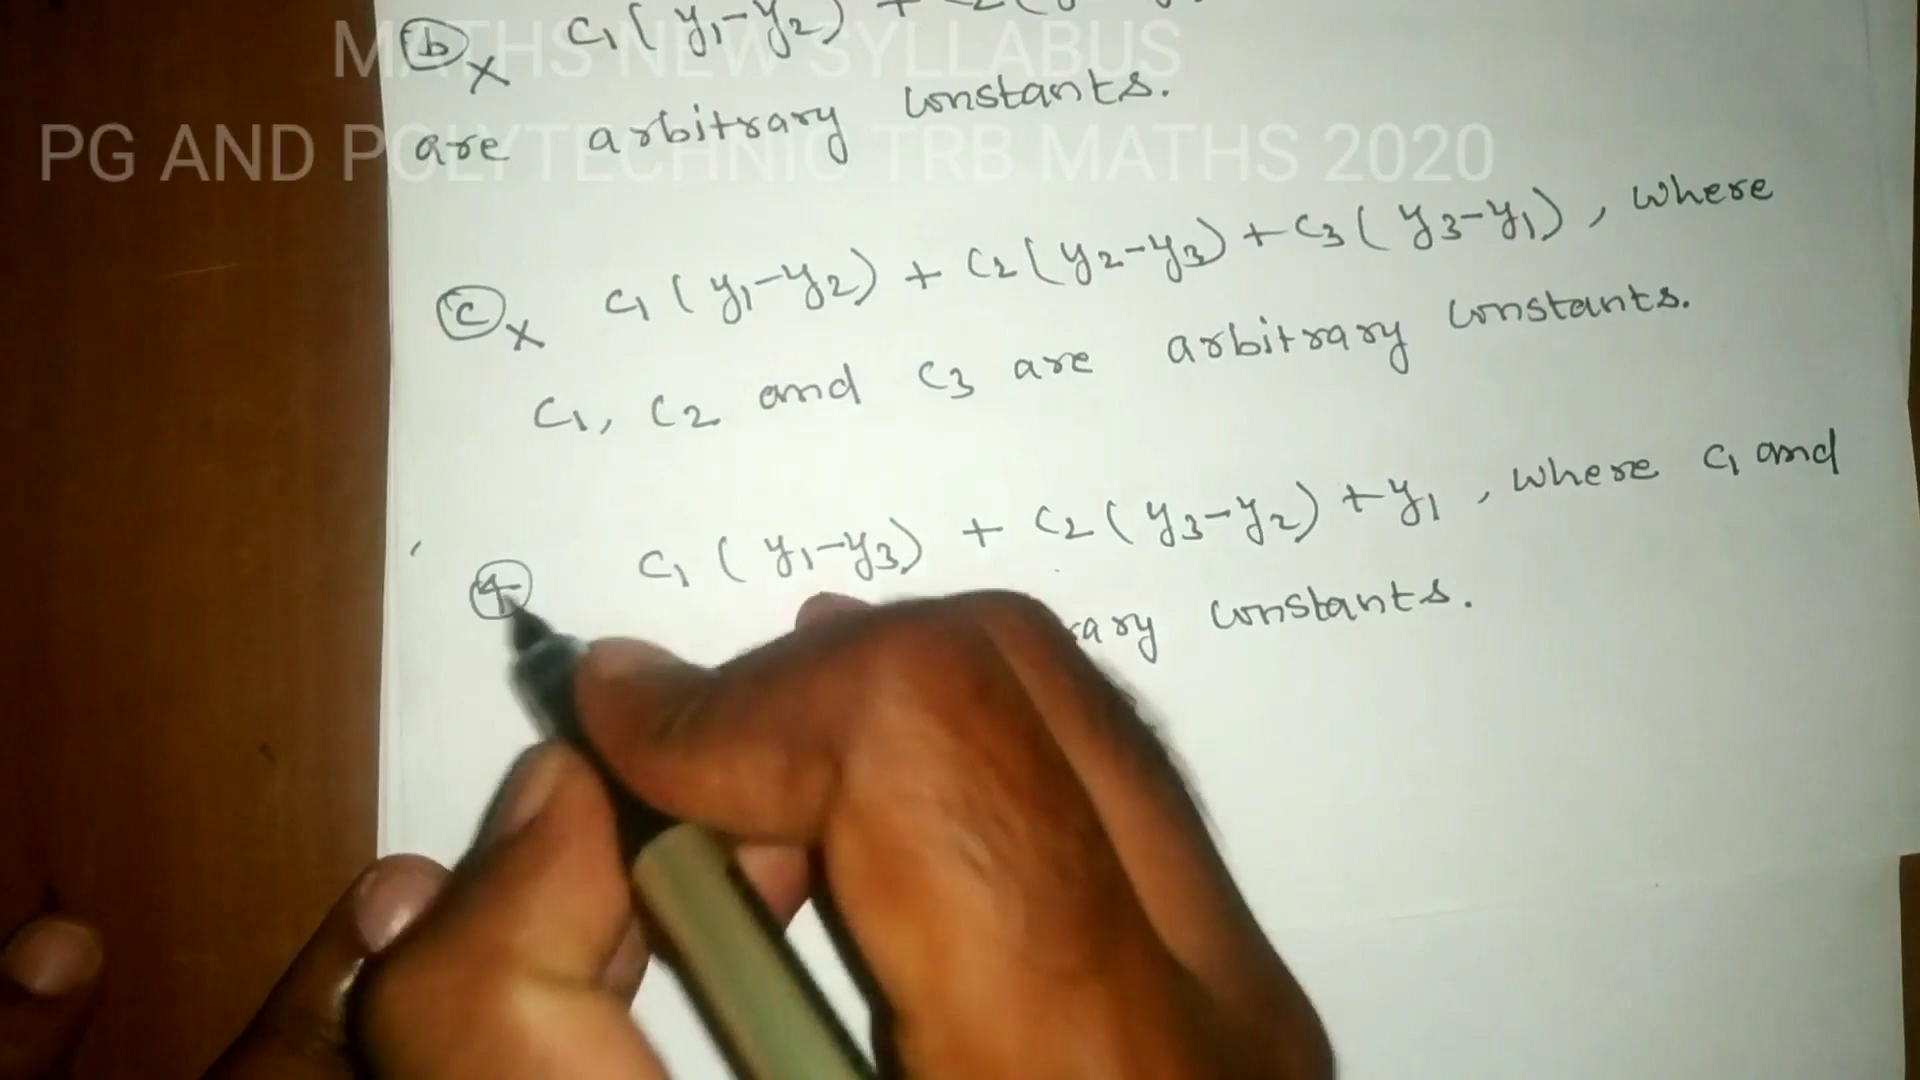 (b) x C1(y1-y2) +
MATHS NEW SYLLABUS
are arbitrary constants.
PG AND POLYTECHNIC TRB MATHS 2020
(c) x C1(y1-y2) + C2(y2-y3) + C3(y3-y1), where
C1, C2 and C3 are arbitrary constants.
C1(y1-y3) + C2(y3-y2) + y1, where C1 and
constants.